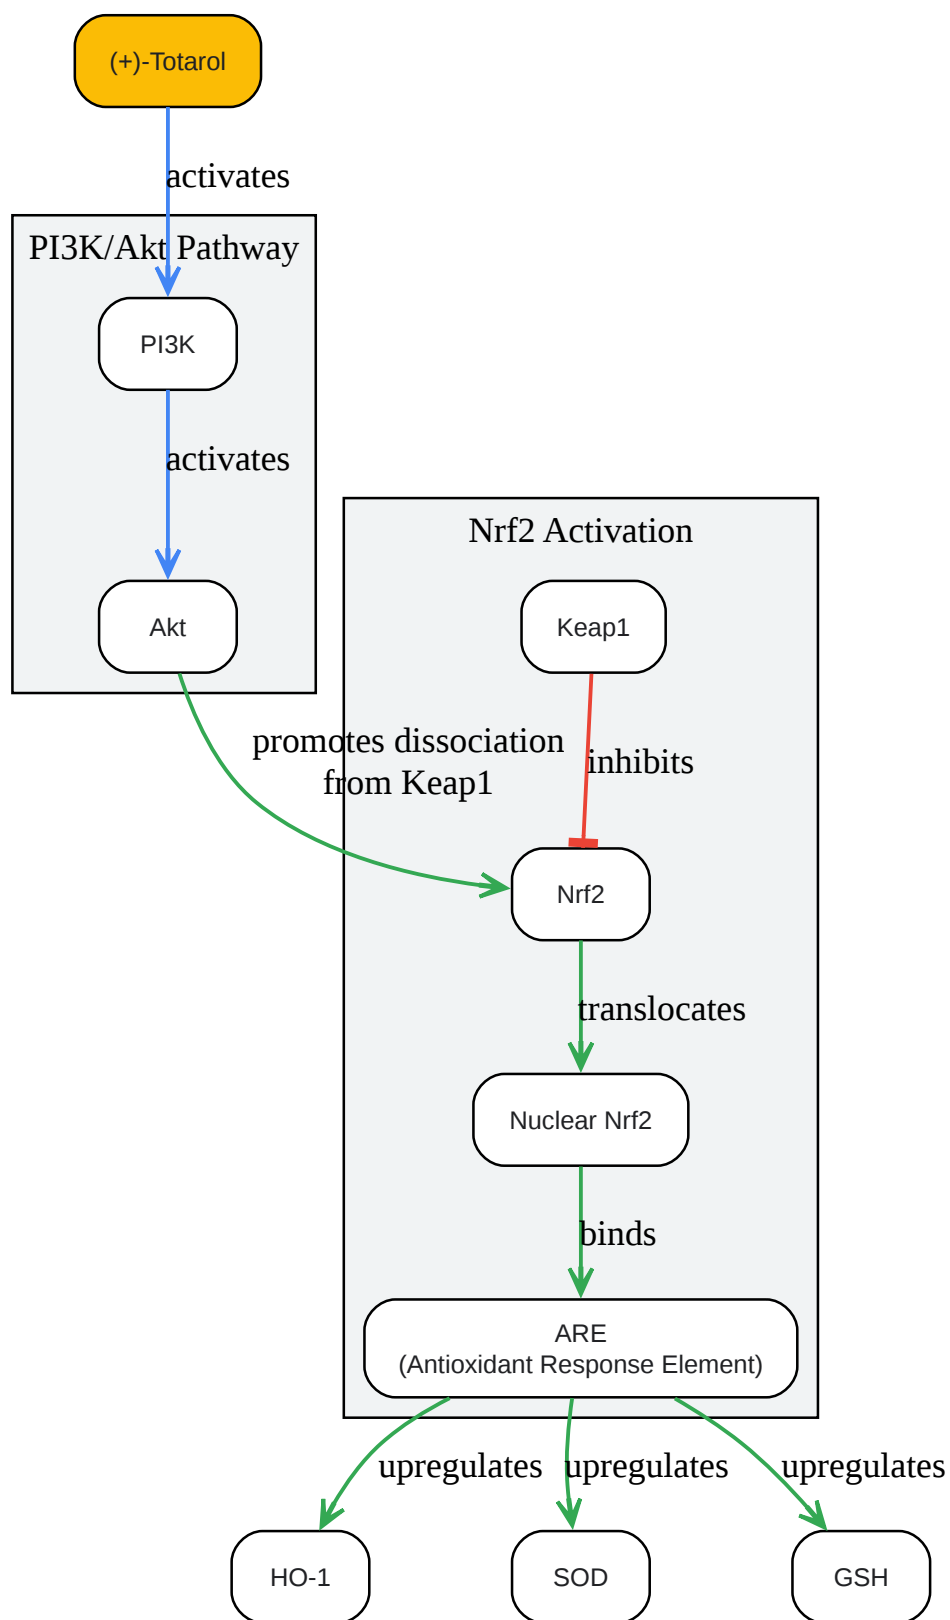 (+)-Totarol
activates
PI3K/Akt Pathway
PI3K
activates
Akt
Nrf2 Activation
Keap1
promotes dissociation
from Keap1
inhibits
Nrf2
translocates
Nuclear Nrf2
binds
ARE
(Antioxidant Response Element)
upregulates
upregulates
upregulates
HO-1
SOD
GSH